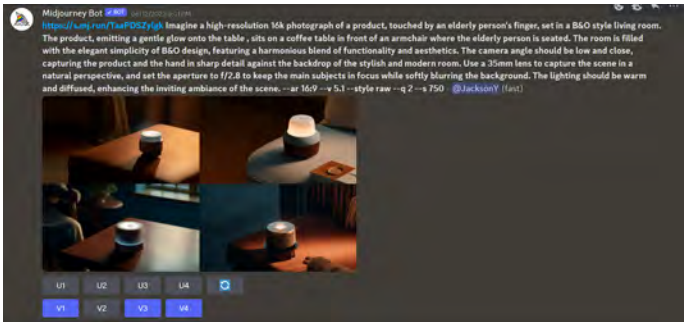 Midjourney Bot BOT
Imagine a high-resolution 16k photograph of a product, touched by an elderly person's finger, set in a B&O style living room.
The product, emitting a gentle glow onto the table , sits on a coffee table in front of an armchair where the elderly person is seated. The room is filled
with the elegant simplicity of B&O design, featuring a harmonious blend of functionality and aesthetics. The camera angle should be low and close,
capturing the product and the hand in sharp detail against the backdrop of the stylish and modern room. Use a 35mm lens to capture the scene in a
natural perspective, and set the aperture to f/2.8 to keep the main subjects in focus while softly blurring the background. The lighting should be warm
and diffused, enhancing the inviting ambiance of the scene. --ar 16:9 --v 5.1 --style raw --q 2 --s 750 - @JacksonY (fast)
U1 U2 U3 U4
V1 V2 V3 V4